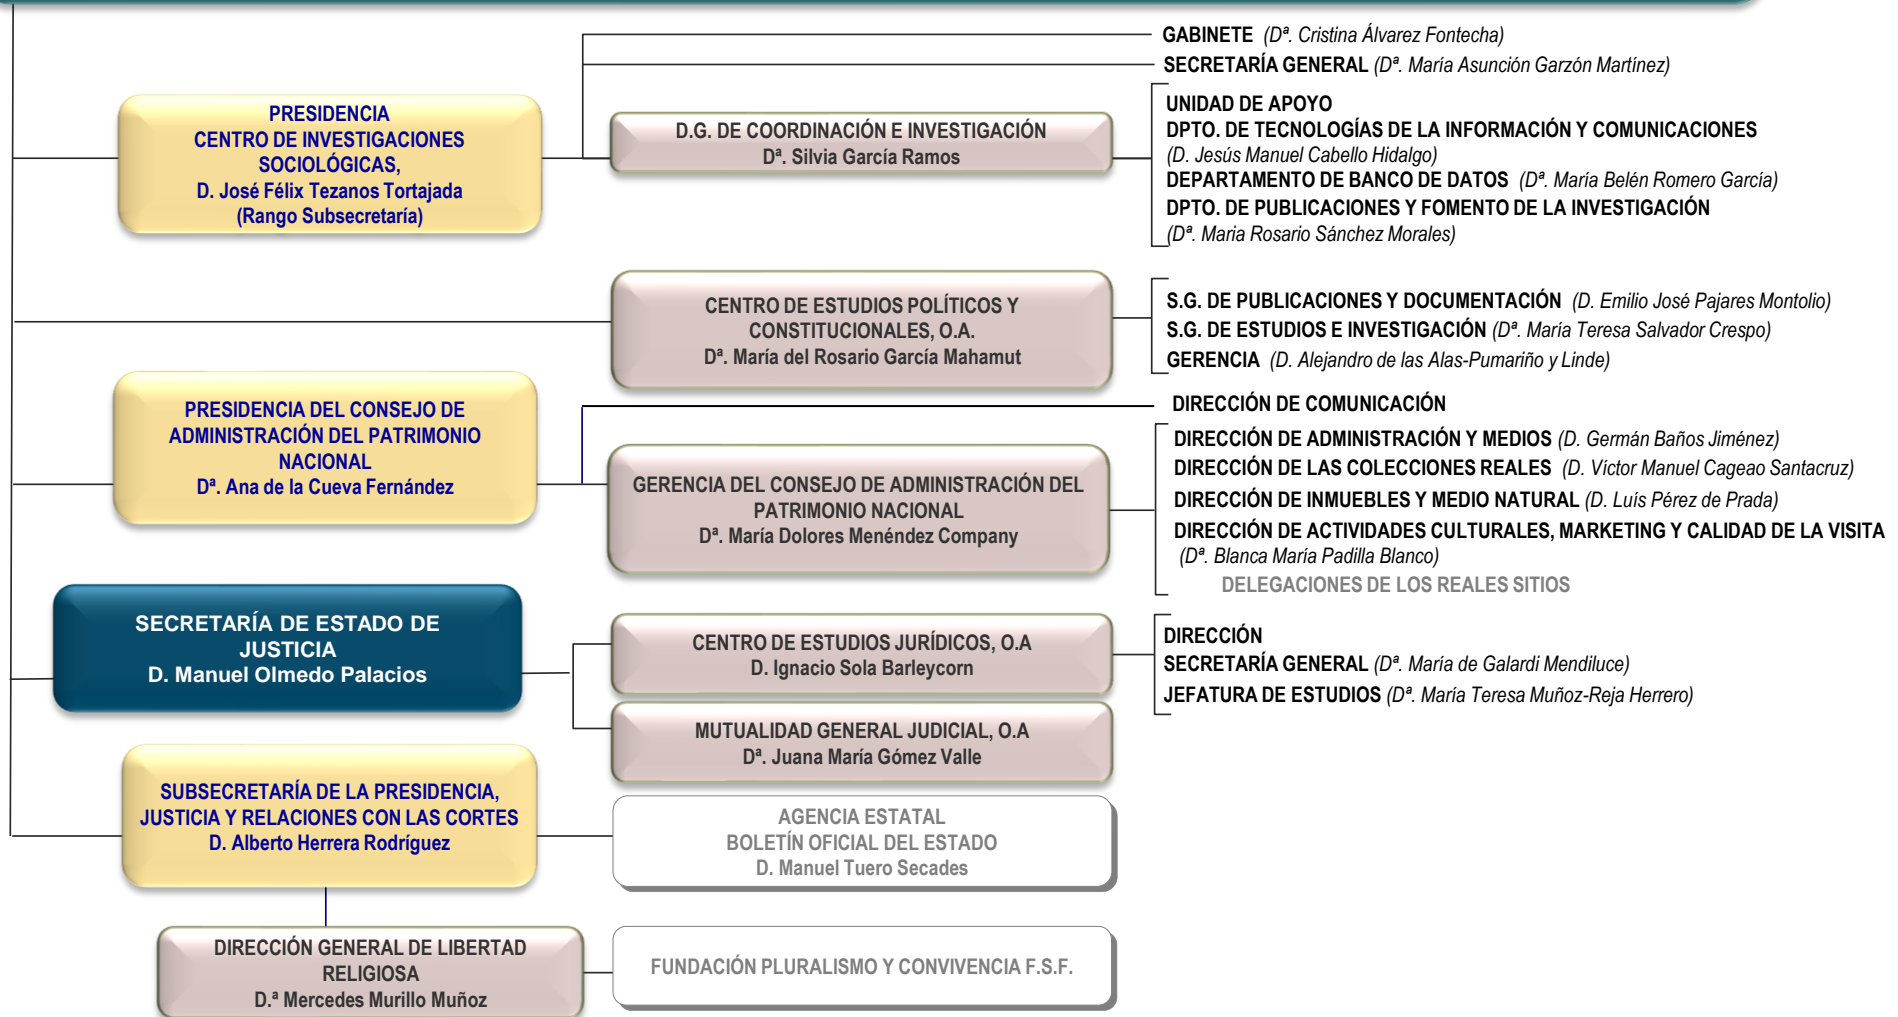 GABINETE (Dª. Cristina Álvarez Fontecha)
SECRETARÍA GENERAL (Dª. María Asunción Garzón Martínez)
PRESIDENCIA
CENTRO DE INVESTIGACIONES
SOCIOLÓGICAS,
D. José Félix Tezanos Tortajada
(Rango Subsecretaría)
D.G. DE COORDINACIÓN E INVESTIGACIÓN
Dª. Silvia García Ramos
UNIDAD DE APOYO
DPTO. DE TECNOLOGÍAS DE LA INFORMACIÓN Y COMUNICACIONES
(D. Jesús Manuel Cabello Hidalgo)
DEPARTAMENTO DE BANCO DE DATOS (Dª. María Belén Romero García)
DPTO. DE PUBLICACIONES Y FOMENTO DE LA INVESTIGACIÓN
(Dª. Maria Rosario Sánchez Morales)
CENTRO DE ESTUDIOS POLÍTICOS Y
CONSTITUCIONALES, O.A.
Dª. María del Rosario García Mahamut
S.G. DE PUBLICACIONES Y DOCUMENTACIÓN (D. Emilio José Pajares Montolio)
S.G. DE ESTUDIOS E INVESTIGACIÓN (Dª. María Teresa Salvador Crespo)
GERENCIA (D. Alejandro de las Alas-Pumariño y Linde)
PRESIDENCIA DEL CONSEJO DE
ADMINISTRACIÓN DEL PATRIMONIO
NACIONAL
Dª. Ana de la Cueva Fernández
GERENCIA DEL CONSEJO DE ADMINISTRACIÓN DEL
PATRIMONIO NACIONAL
Dª. María Dolores Menéndez Company
DIRECCIÓN DE COMUNICACIÓN
DIRECCIÓN DE ADMINISTRACIÓN Y MEDIOS (D. Germán Baños Jiménez)
DIRECCIÓN DE LAS COLECCIONES REALES (D. Víctor Manuel Cageao Santacruz)
DIRECCIÓN DE INMUEBLES Y MEDIO NATURAL (D. Luís Pérez de Prada)
DIRECCIÓN DE ACTIVIDADES CULTURALES, MARKETING Y CALIDAD DE LA VISITA
(Dª. Blanca María Padilla Blanco)
DELEGACIONES DE LOS REALES SITIOS
SECRETARÍA DE ESTADO DE
JUSTICIA
D. Manuel Olmedo Palacios
CENTRO DE ESTUDIOS JURÍDICOS, O.A
D. Ignacio Sola Barleycorn
DIRECCIÓN
SECRETARÍA GENERAL (Dª. María de Galardi Mendiluce)
JEFATURA DE ESTUDIOS (Dª. María Teresa Muñoz-Reja Herrero)
MUTUALIDAD GENERAL JUDICIAL, O.A
Dª. Juana María Gómez Valle
SUBSECRETARÍA DE LA PRESIDENCIA,
JUSTICIA Y RELACIONES CON LAS CORTES
D. Alberto Herrera Rodríguez
AGENCIA ESTATAL
BOLETÍN OFICIAL DEL ESTADO
D. Manuel Tuero Secades
DIRECCIÓN GENERAL DE LIBERTAD
RELIGIOSA
D.ª Mercedes Murillo Muñoz
FUNDACIÓN PLURALISMO Y CONVIVENCIA F.S.F.